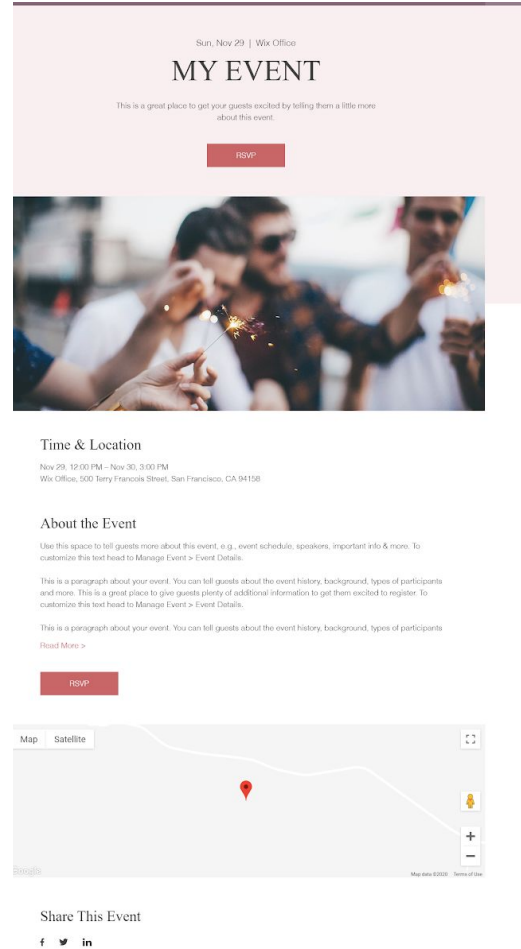 Sun, Nov 29 | Wix Office
MY EVENT
This is a great place to get your guests excited by telling them a little more
about this event.
RSVP
Time & Location
Nov 29, 12:00 PM – Nov 30, 3:00 PM
Wix Office, 500 Terry Francois Street, San Francisco, CA 94158
About the Event
Use this space to tell guests more about this event, e.g., event schedule, speakers, important info & more. To
customize this text head to Manage Event > Event Details.
This is a paragraph about your event. You can tell guests about the event history, background, types of participants
and more. This is a great place to give guests plenty of additional information to get them excited to register. To
customize this text head to Manage Event > Event Details.
This is a paragraph about your event. You can tell guests about the event history, background, types of participants
Read More >
RSVP
Map Satellite
Google
Map data ©2020 Terms of Use
Share This Event